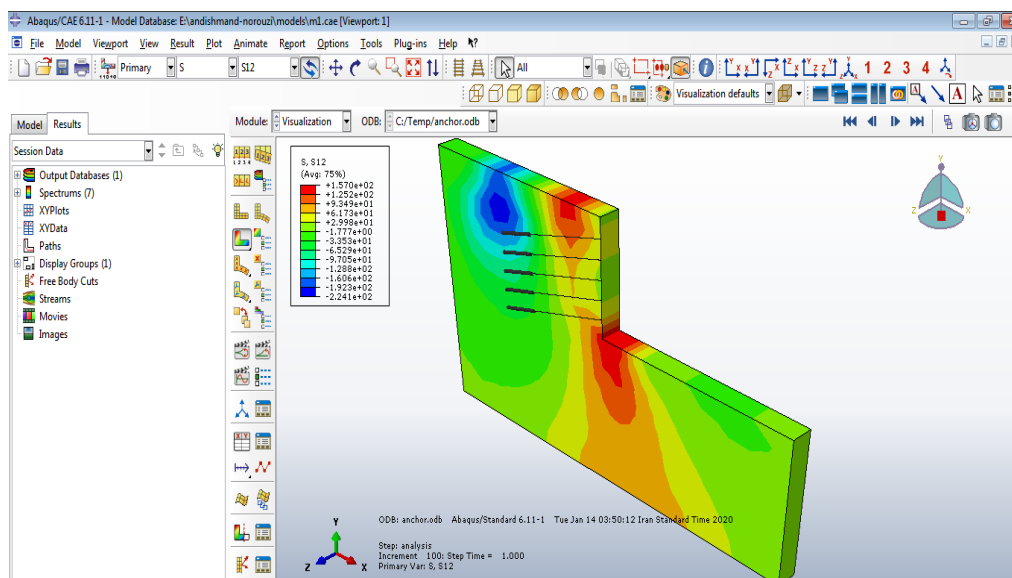 Abaqus/CAE 6.11-1 - Model Database: E:\andishmand-norouzi\models\m1.cae [Viewport: 1]
File Model Viewport View Result Plot Animate Report Options Tools Plug-ins Help
Primary S S12 All 1 2 3 4
Visualization defaults
Model Results Module: Visualization ODB: C:/Temp/anchor.odb
Session Data
Output Databases (1)
Spectrums (7)
XYPlots
XYData
Paths
Display Groups (1)
Free Body Cuts
Streams
Movies
Images
S, S12
(Avg: 75%)
+1.570e+02
+1.252e+02
+9.349e+01
+6.173e+01
+2.998e+01
-1.777e+00
-3.353e+01
-6.529e+01
-9.705e+01
-1.288e+02
-1.606e+02
-1.923e+02
-2.241e+02
Y
Z X
Y
Z X
ODB: anchor.odb Abaqus/Standard 6.11-1 Tue Jan 14 03:50:12 Iran Standard Time 2020
Step: analysis
Increment 100: Step Time = 1.000
Primary Var: S, S12